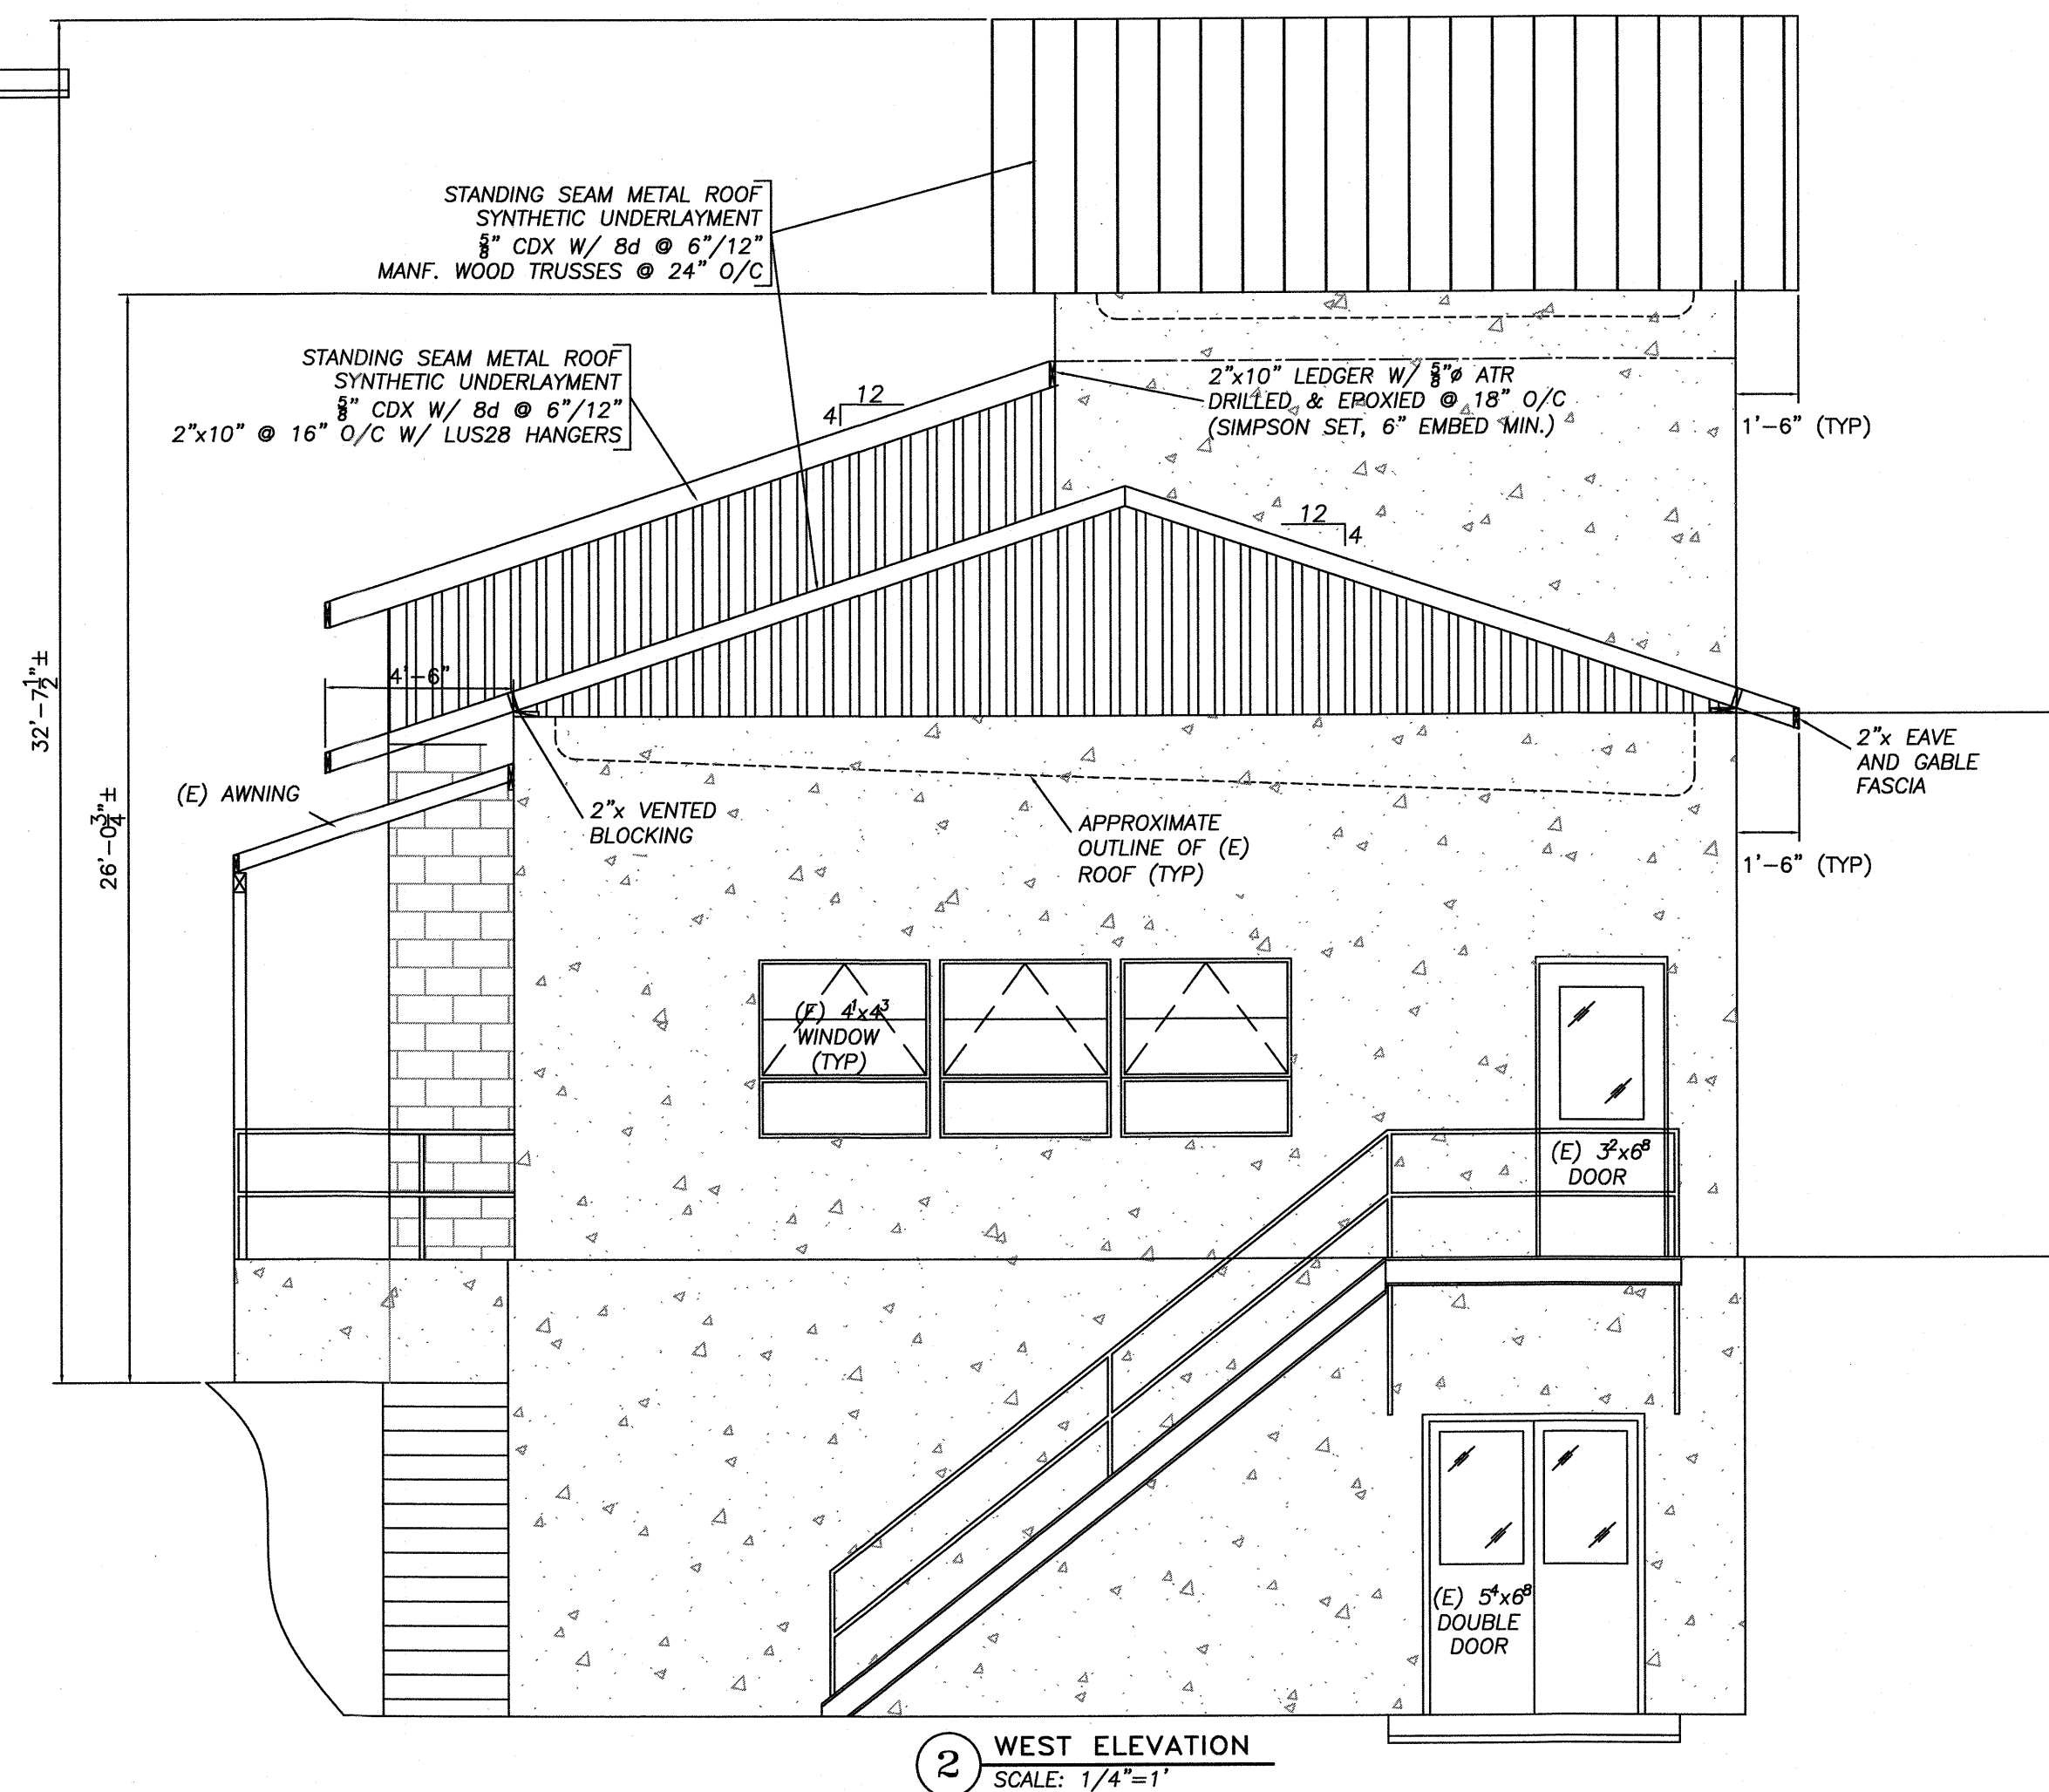 STANDING SEAM METAL ROOF
SYNTHETIC UNDERLAYMENT
5/8" CDX W/ 8d @ 6"/12"
MANF. WOOD TRUSSES @ 24" O/C
STANDING SEAM METAL ROOF
SYNTHETIC UNDERLAYMENT
5/8" CDX W/ 8d @ 6"/12"
2"x10" @ 16" O/C W/ LUS28 HANGERS
12
4
2"x10" LEDGER W/ 5/8"ø ATR
DRILLED & EPOXIED @ 18" O/C
(SIMPSON SET, 6" EMBED MIN.)
1'-6" (TYP)
12
4
32'-7 1/2"±
4'-6"
26'-0 3/4"±
(E) AWNING
2"x VENTED
BLOCKING
APPROXIMATE
OUTLINE OF (E)
ROOF (TYP)
2"x EAVE
AND GABLE
FASCIA
1'-6" (TYP)
(E) 4¹x4³
WINDOW
(TYP)
(E) 3²x6⁸
DOOR
(E) 5⁴x6⁸
DOUBLE
DOOR
2
WEST ELEVATION
SCALE: 1/4"=1'